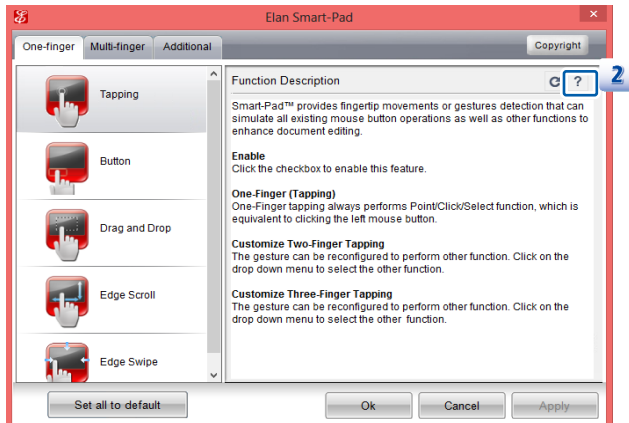 Elan Smart-Pad
One-finger Multi-finger Additional Copyright
Tapping
Button
Drag and Drop
Edge Scroll
Edge Swipe
Function Description ?
2
Smart-Pad™ provides fingertip movements or gestures detection that can
simulate all existing mouse button operations as well as other functions to
enhance document editing.
Enable
Click the checkbox to enable this feature.
One-Finger (Tapping)
One-Finger tapping always performs Point/Click/Select function, which is
equivalent to clicking the left mouse button.
Customize Two-Finger Tapping
The gesture can be reconfigured to perform other function. Click on the
drop down menu to select the other function.
Customize Three-Finger Tapping
The gesture can be reconfigured to perform other function. Click on the
drop down menu to select the other function.
Set all to default Ok Cancel Apply